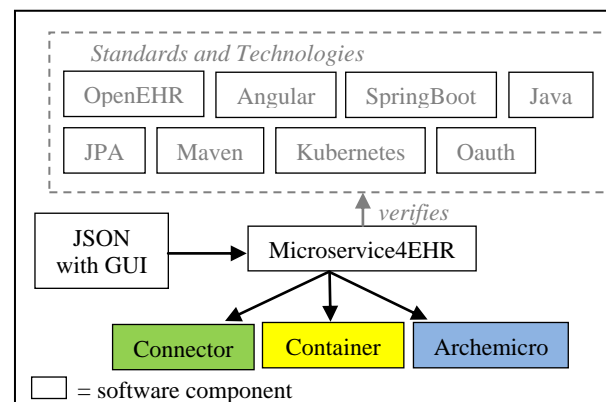 Standards and Technologies
OpenEHR Angular SpringBoot Java
JPA Maven Kubernetes Oauth
verifies
JSON
with GUI
Microservice4EHR
Connector Container Archemicro
= software component